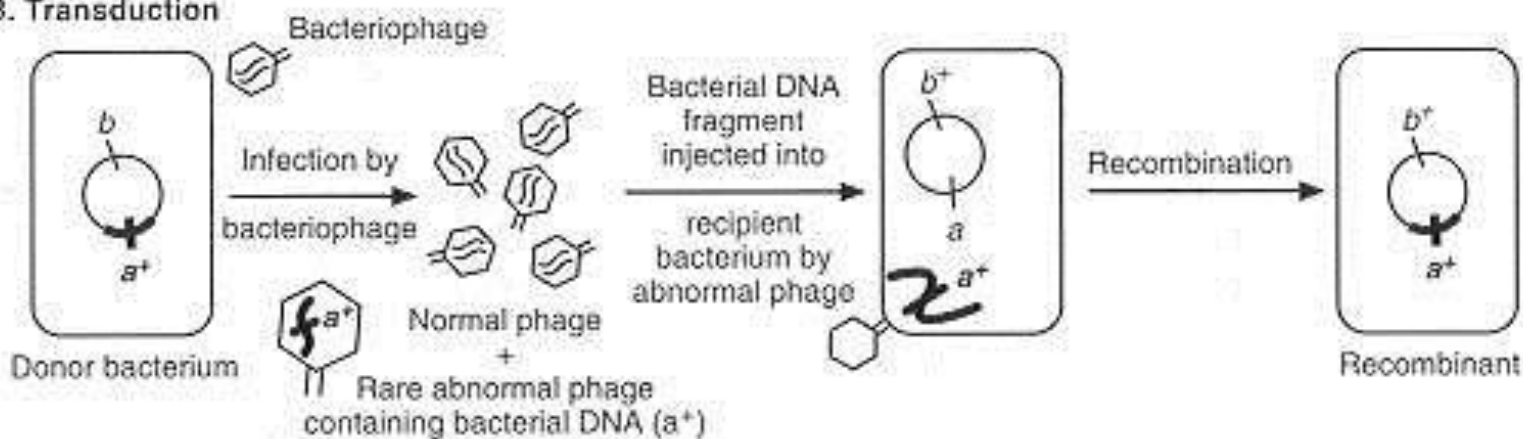 3. Transduction
Bacteriophage
b
a⁺
Donor bacterium
Infection by
bacteriophage
a⁺
Normal phage
+
Rare abnormal phage
containing bacterial DNA (a⁺)
Bacterial DNA
fragment
injected into
recipient
bacterium by
abnormal phage
b⁺
a
a⁺
Recombination
b⁺
a⁺
Recombinant